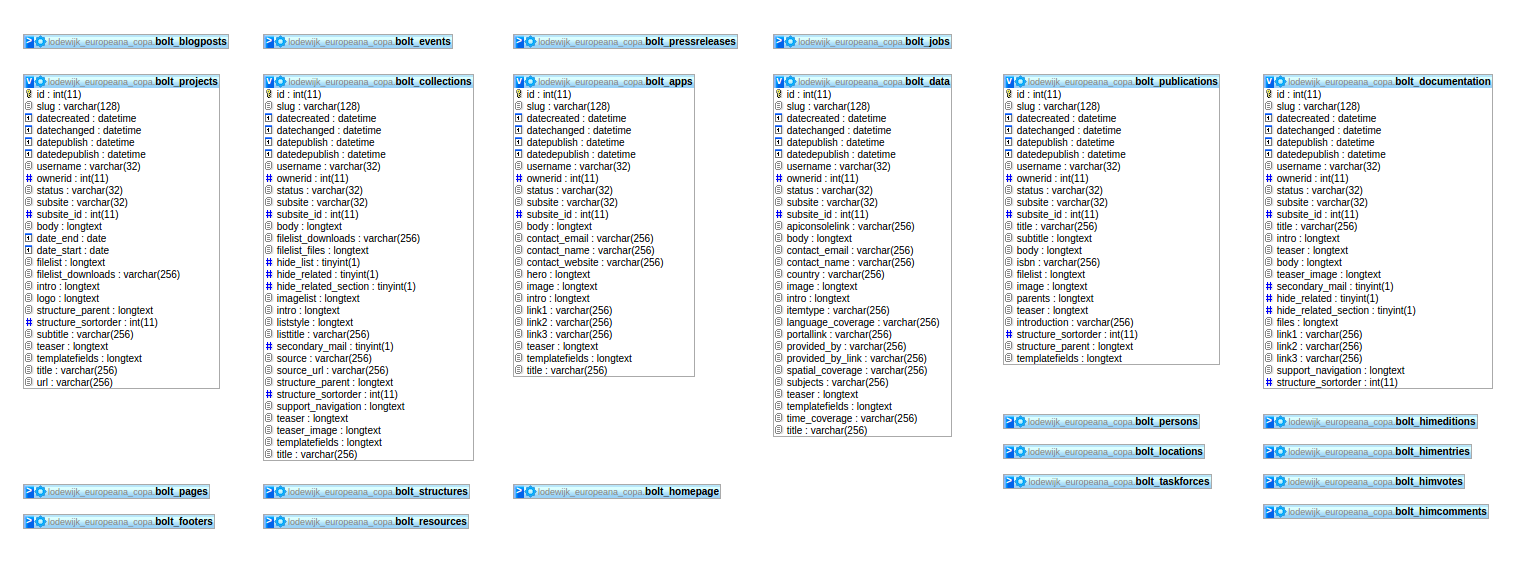 lodewijk_europeana_copa.bolt_blogposts
lodewijk_europeana_copa.bolt_events
lodewijk_europeana_copa.bolt_pressreleases
lodewijk_europeana_copa.bolt_jobs
lodewijk_europeana_copa.bolt_projects
id : int(11)
slug : varchar(128)
datecreated : datetime
datechanged : datetime
datepublish : datetime
datedepublish : datetime
username : varchar(32)
ownerid : int(11)
status : varchar(32)
subsite : varchar(32)
subsite_id : int(11)
body : longtext
date_end : date
date_start : date
filelist : longtext
filelist_downloads : varchar(256)
intro : longtext
logo : longtext
structure_parent : longtext
structure_sortorder : int(11)
subtitle : varchar(256)
teaser : longtext
templatefields : longtext
title : varchar(256)
url : varchar(256)
lodewijk_europeana_copa.bolt_collections
id : int(11)
slug : varchar(128)
datecreated : datetime
datechanged : datetime
datepublish : datetime
datedepublish : datetime
username : varchar(32)
ownerid : int(11)
status : varchar(32)
subsite : varchar(32)
subsite_id : int(11)
body : longtext
filelist_downloads : varchar(256)
filelist_files : longtext
hide_list : tinyint(1)
hide_related : tinyint(1)
hide_related_section : tinyint(1)
imagelist : longtext
intro : longtext
liststyle : longtext
listtitle : varchar(256)
secondary_mail : tinyint(1)
source : varchar(256)
source_url : varchar(256)
structure_parent : longtext
structure_sortorder : int(11)
support_navigation : longtext
teaser : longtext
teaser_image : longtext
templatefields : longtext
title : varchar(256)
lodewijk_europeana_copa.bolt_apps
id : int(11)
slug : varchar(128)
datecreated : datetime
datechanged : datetime
datepublish : datetime
datedepublish : datetime
username : varchar(32)
ownerid : int(11)
status : varchar(32)
subsite : varchar(32)
subsite_id : int(11)
body : longtext
contact_email : varchar(256)
contact_name : varchar(256)
contact_website : varchar(256)
hero : longtext
image : longtext
intro : longtext
link1 : varchar(256)
link2 : varchar(256)
link3 : varchar(256)
teaser : longtext
templatefields : longtext
title : varchar(256)
lodewijk_europeana_copa.bolt_data
id : int(11)
slug : varchar(128)
datecreated : datetime
datechanged : datetime
datepublish : datetime
datedepublish : datetime
username : varchar(32)
ownerid : int(11)
status : varchar(32)
subsite : varchar(32)
subsite_id : int(11)
apiconsolelink : varchar(256)
body : longtext
contact_email : varchar(256)
contact_name : varchar(256)
country : varchar(256)
image : longtext
intro : longtext
itemtype : varchar(256)
language_coverage : varchar(256)
portallink : varchar(256)
provided_by : varchar(256)
provided_by_link : varchar(256)
spatial_coverage : varchar(256)
subjects : varchar(256)
teaser : longtext
templatefields : longtext
time_coverage : varchar(256)
title : varchar(256)
lodewijk_europeana_copa.bolt_publications
id : int(11)
slug : varchar(128)
datecreated : datetime
datechanged : datetime
datepublish : datetime
datedepublish : datetime
username : varchar(32)
ownerid : int(11)
status : varchar(32)
subsite : varchar(32)
subsite_id : int(11)
title : varchar(256)
subtitle : longtext
body : longtext
isbn : varchar(256)
filelist : longtext
image : longtext
parents : longtext
teaser : longtext
introduction : varchar(256)
structure_sortorder : int(11)
structure_parent : longtext
templatefields : longtext
lodewijk_europeana_copa.bolt_documentation
id : int(11)
slug : varchar(128)
datecreated : datetime
datechanged : datetime
datepublish : datetime
datedepublish : datetime
username : varchar(32)
ownerid : int(11)
status : varchar(32)
subsite : varchar(32)
subsite_id : int(11)
title : varchar(256)
intro : longtext
teaser : longtext
body : longtext
teaser_image : longtext
secondary_mail : tinyint(1)
hide_related : tinyint(1)
hide_related_section : tinyint(1)
files : longtext
link1 : varchar(256)
link2 : varchar(256)
link3 : varchar(256)
support_navigation : longtext
structure_sortorder : int(11)
lodewijk_europeana_copa.bolt_persons
lodewijk_europeana_copa.bolt_himeditions
lodewijk_europeana_copa.bolt_locations
lodewijk_europeana_copa.bolt_himentries
lodewijk_europeana_copa.bolt_taskforces
lodewijk_europeana_copa.bolt_himvotes
lodewijk_europeana_copa.bolt_pages
lodewijk_europeana_copa.bolt_structures
lodewijk_europeana_copa.bolt_homepage
lodewijk_europeana_copa.bolt_himcomments
lodewijk_europeana_copa.bolt_footers
lodewijk_europeana_copa.bolt_resources